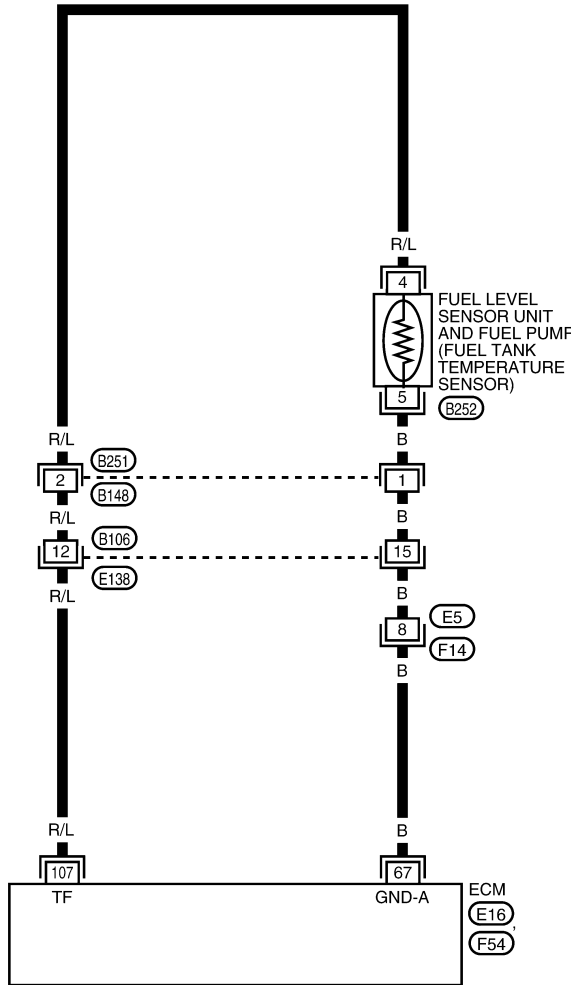 R/L
4
FUEL LEVEL
SENSOR UNIT
AND FUEL PUMP
(FUEL TANK
TEMPERATURE
SENSOR)
5
B252
R/L
B251
B
2
1
B148
R/L
B
B106
12
15
E138
R/L
B
E5
8
F14
B
R/L
B
107
67
TF
GND-A
ECM
E16
,
F54